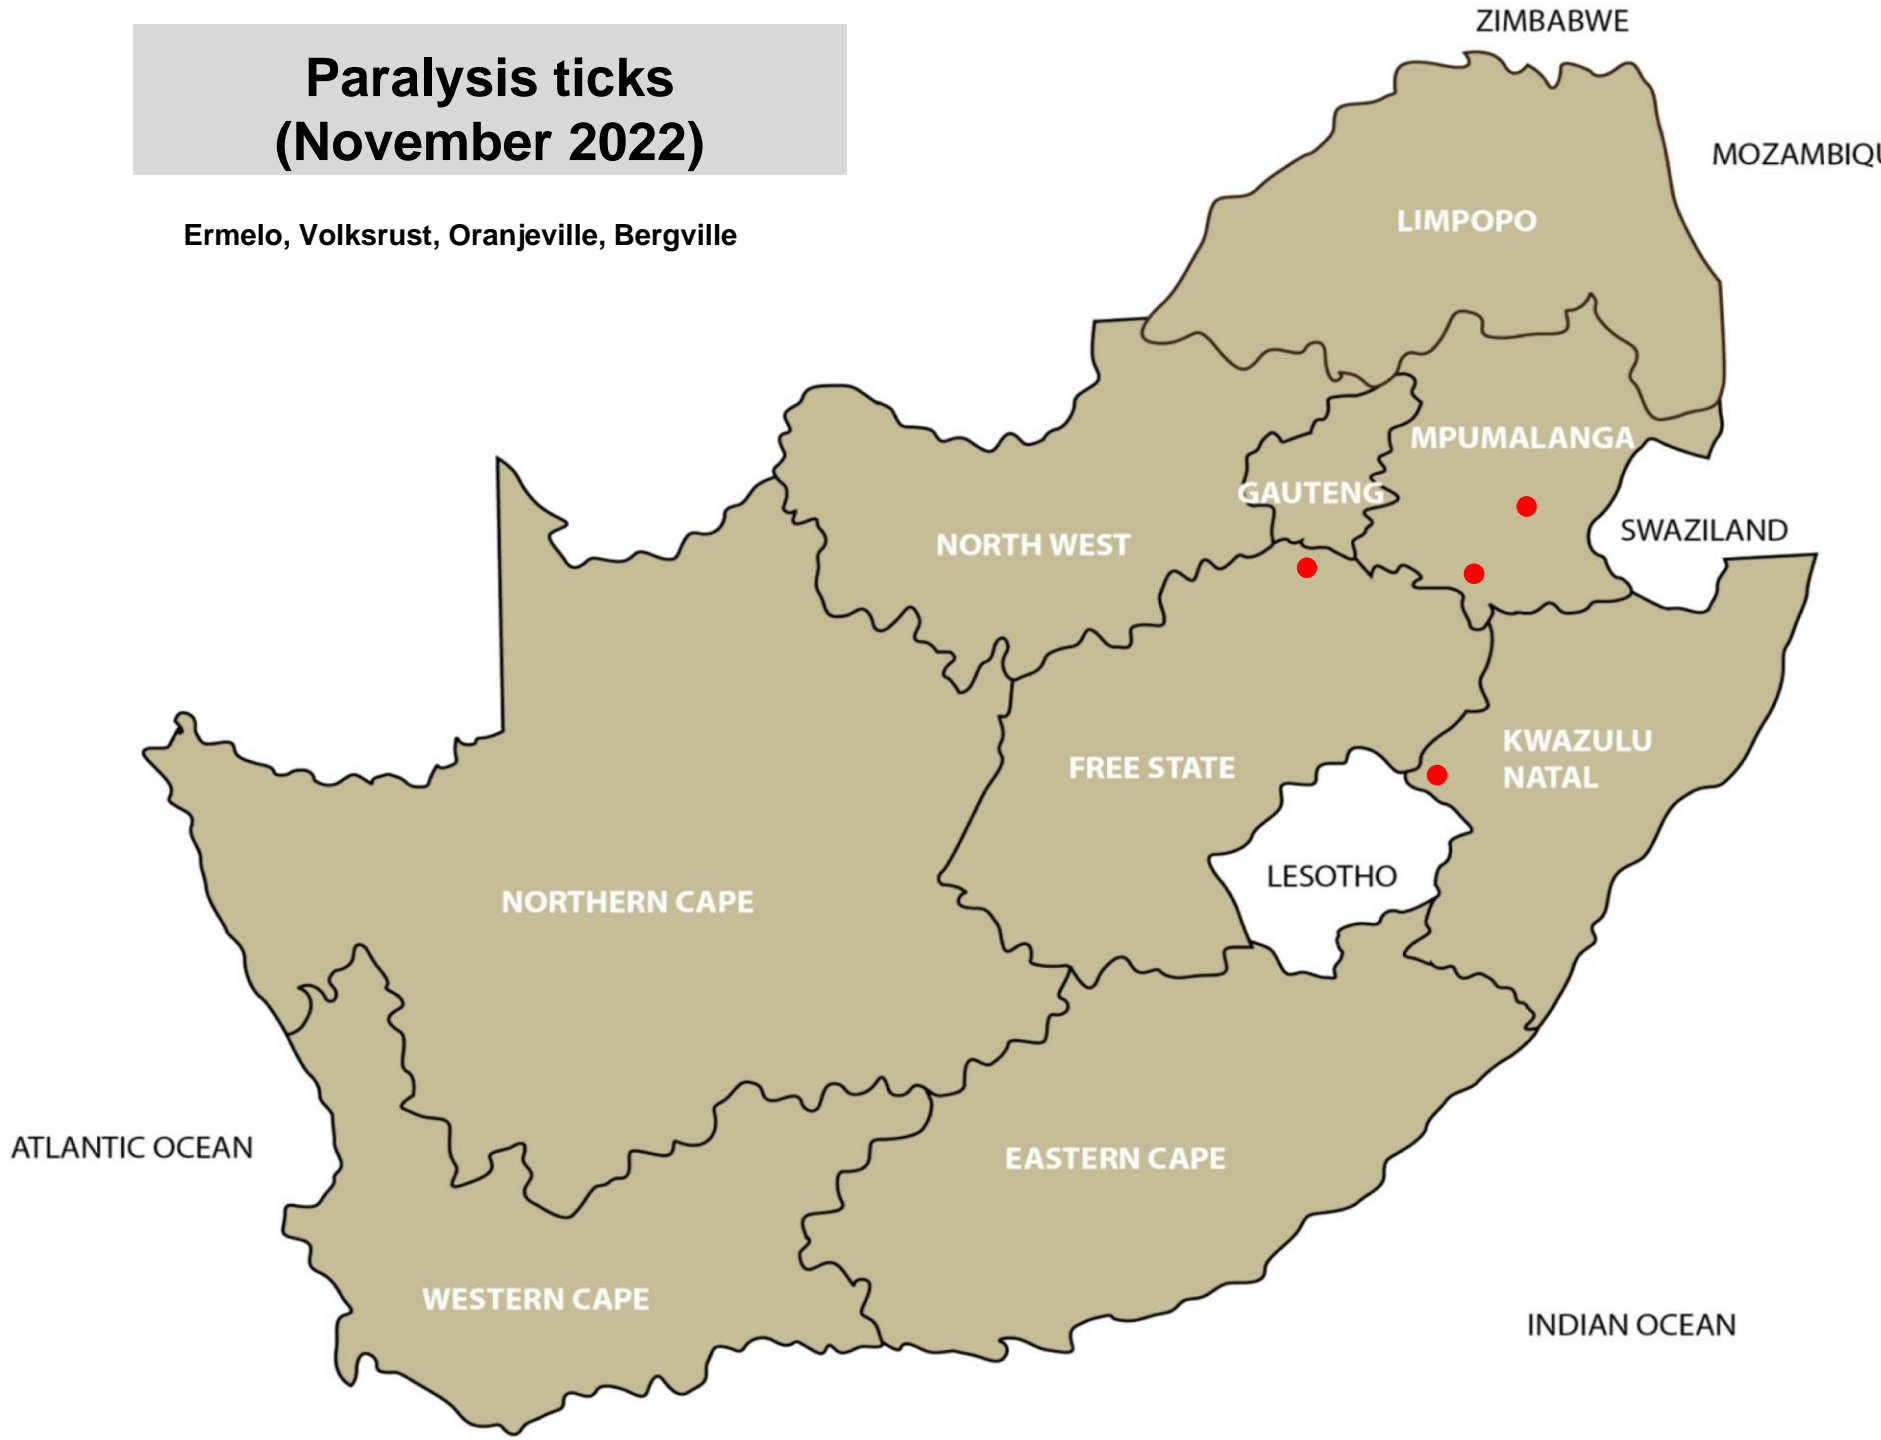 Paralysis ticks
(November 2022)
Ermelo, Volksrust, Oranjeville, Bergville
ZIMBABWE
MOZAMBIQU
LIMPOPO
MPUMALANGA
GAUTENG
SWAZILAND
NORTH WEST
KWAZULU
NATAL
FREE STATE
LESOTHO
NORTHERN CAPE
ATLANTIC OCEAN
EASTERN CAPE
WESTERN CAPE
INDIAN OCEAN